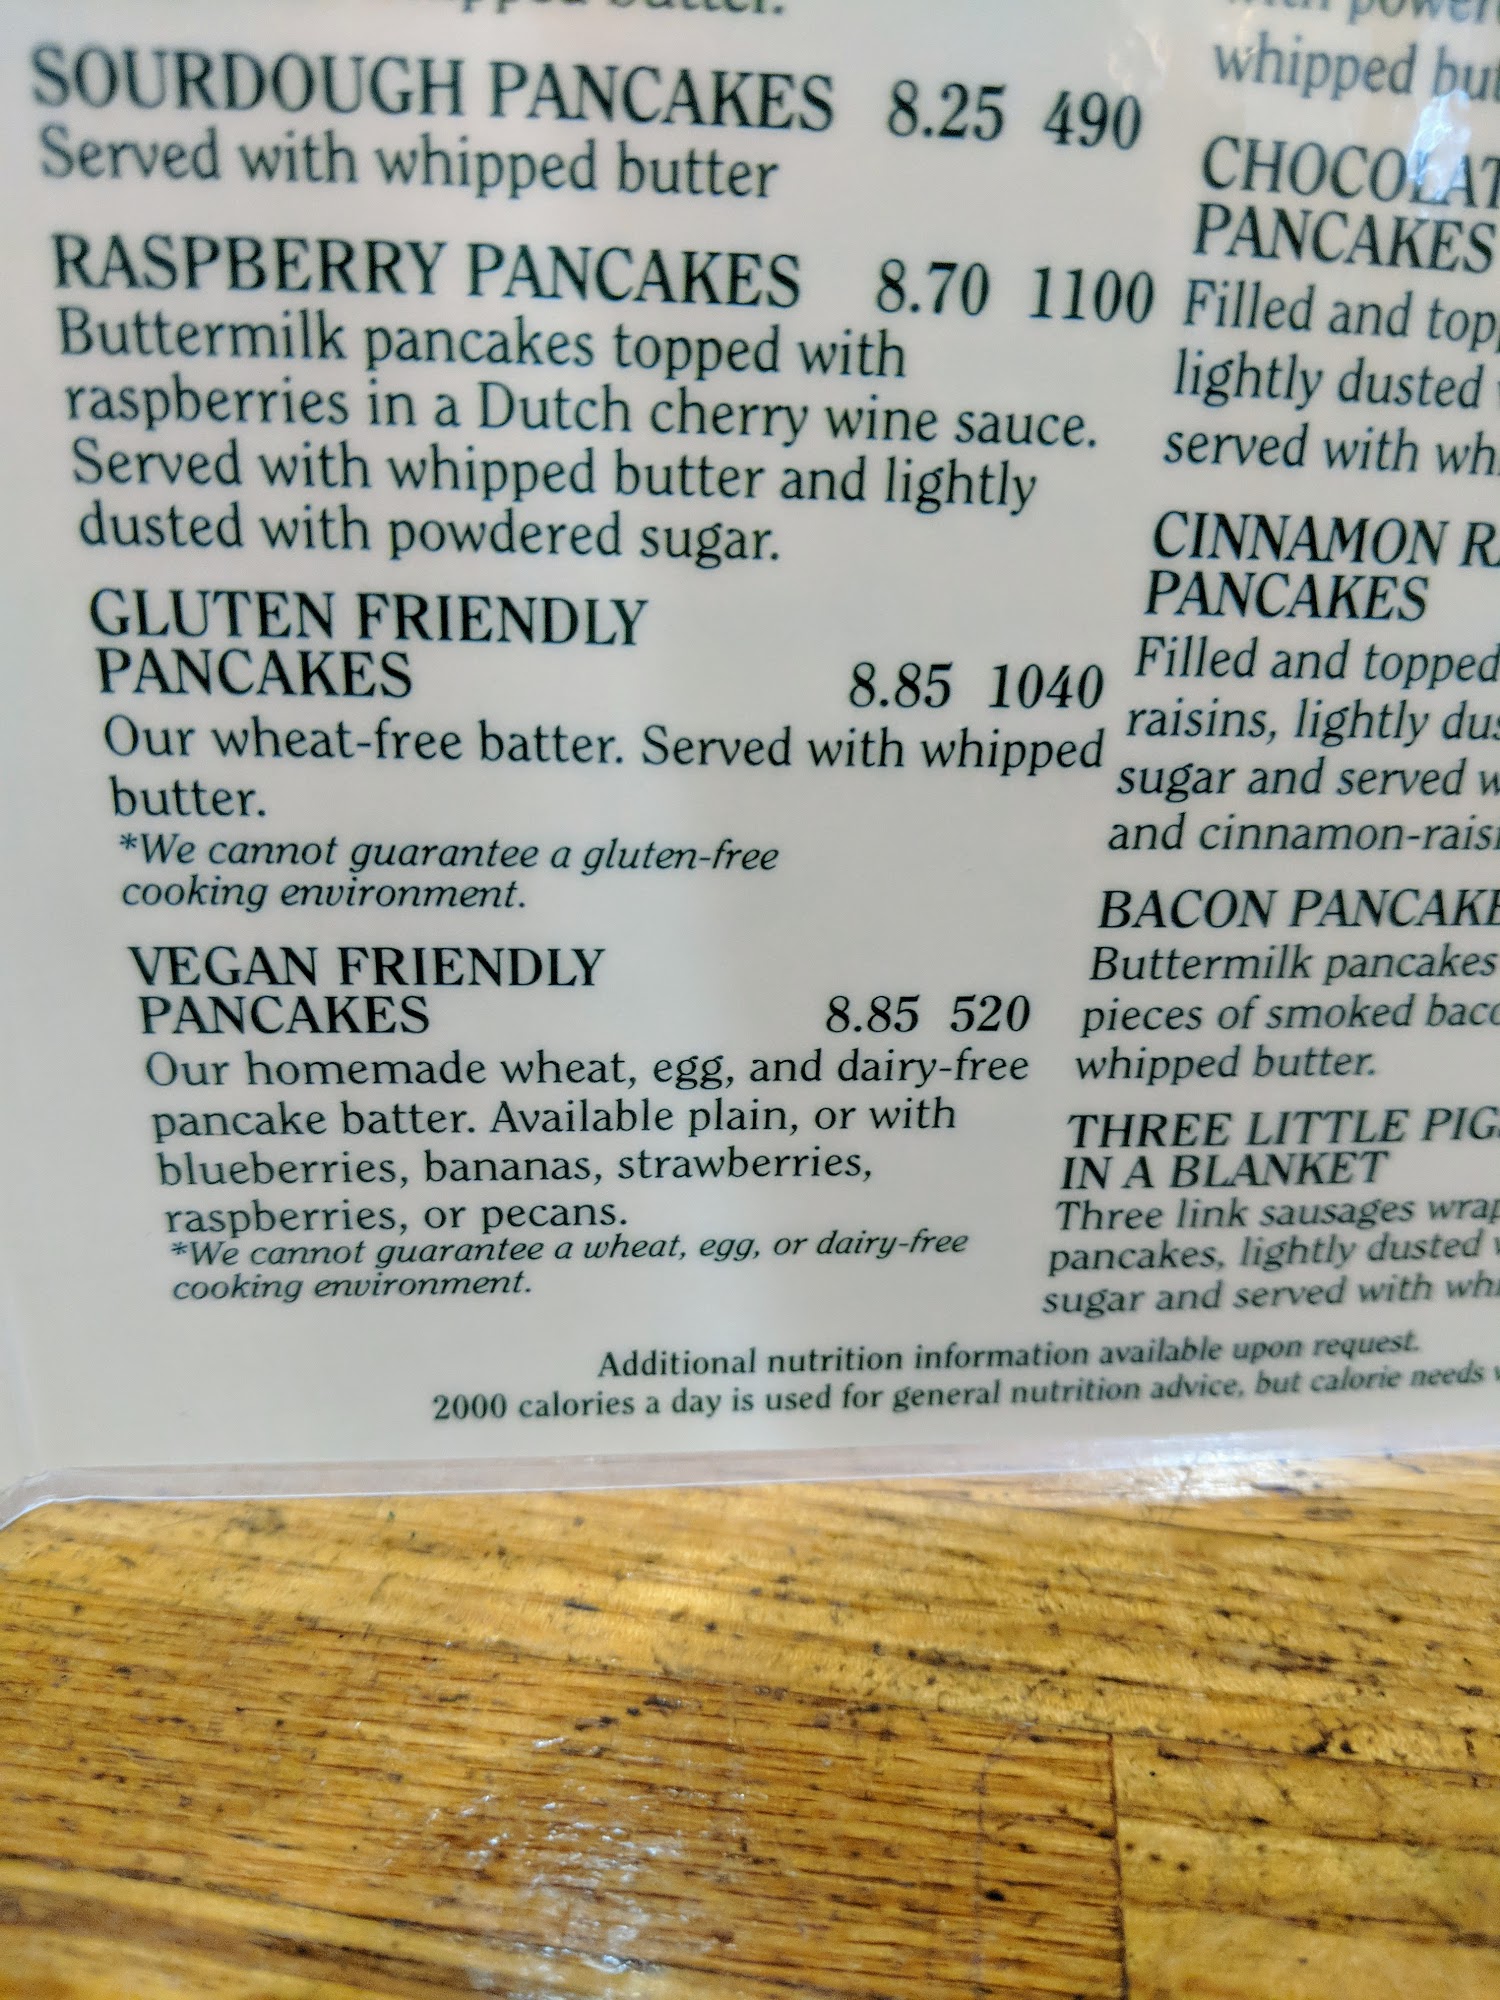 whipped butter.
SOURDOUGH PANCAKES 8.25 490
Served with whipped butter
RASPBERRY PANCAKES 8.70 1100
Buttermilk pancakes topped with
raspberries in a Dutch cherry wine sauce.
Served with whipped butter and lightly
dusted with powdered sugar.
GLUTEN FRIENDLY
PANCAKES 8.85 1040
Our wheat-free batter. Served with whipped
butter.
*We cannot guarantee a gluten-free
cooking environment.
VEGAN FRIENDLY
PANCAKES 8.85 520
Our homemade wheat, egg, and dairy-free
pancake batter. Available plain, or with
blueberries, bananas, strawberries,
raspberries, or pecans.
*We cannot guarantee a wheat, egg, or dairy-free
cooking environment.
whipped
PANCAKES
Filled and
lightly dusted
served with
CINNAMON
PANCAKES
Filled and topped
raisins, lightly
sugar and served
and
BACON
Buttermilk pancakes
pieces of smoked
whipped butter.
THREE LITTLE
IN A BLANKET
Three link sausages
pancakes, lightly dusted
sugar and served with
Additional nutrition information available upon request.
2000 calories a day is used for general nutrition advice, but calorie needs